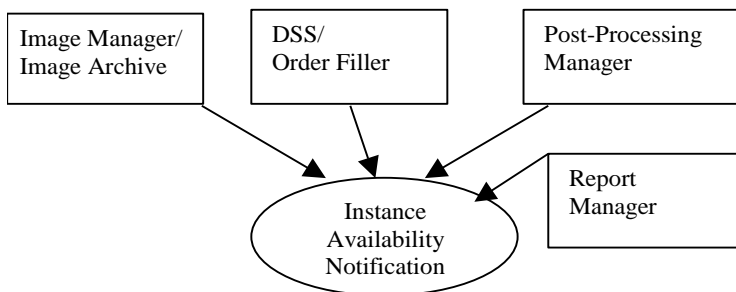 Image Manager/
Image Archive
DSS/
Order Filler
Post-Processing
Manager
Report
Manager
Instance
Availability
Notification